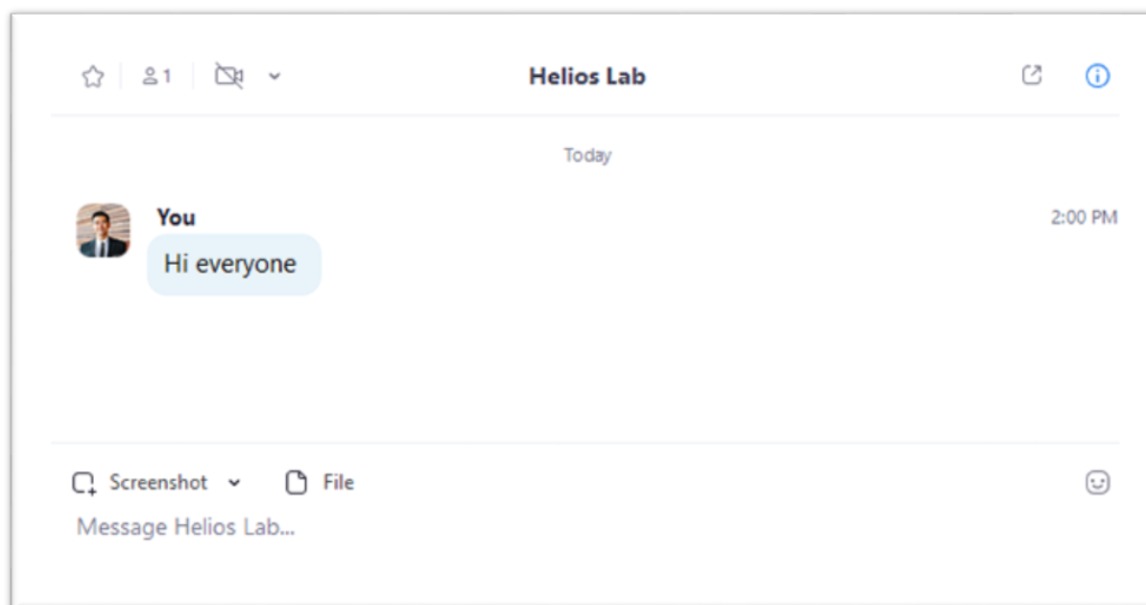 1
Helios Lab
Today
You
2:00 PM
Hi everyone
Screenshot
File
Message Helios Lab...